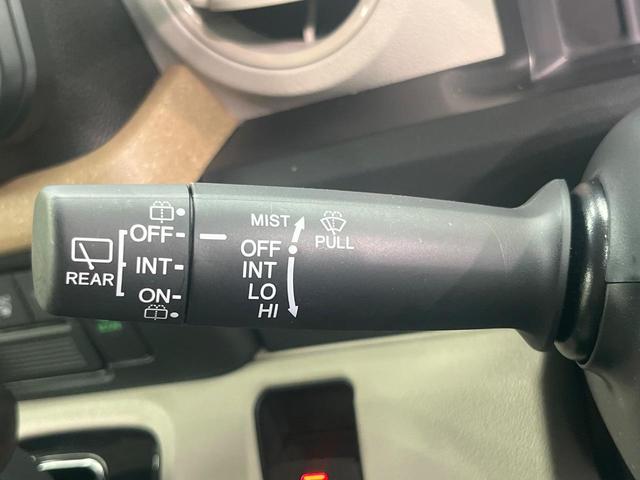 REAR
OFF
INT
ON
MIST
OFF
INT
LO
HI
PULL